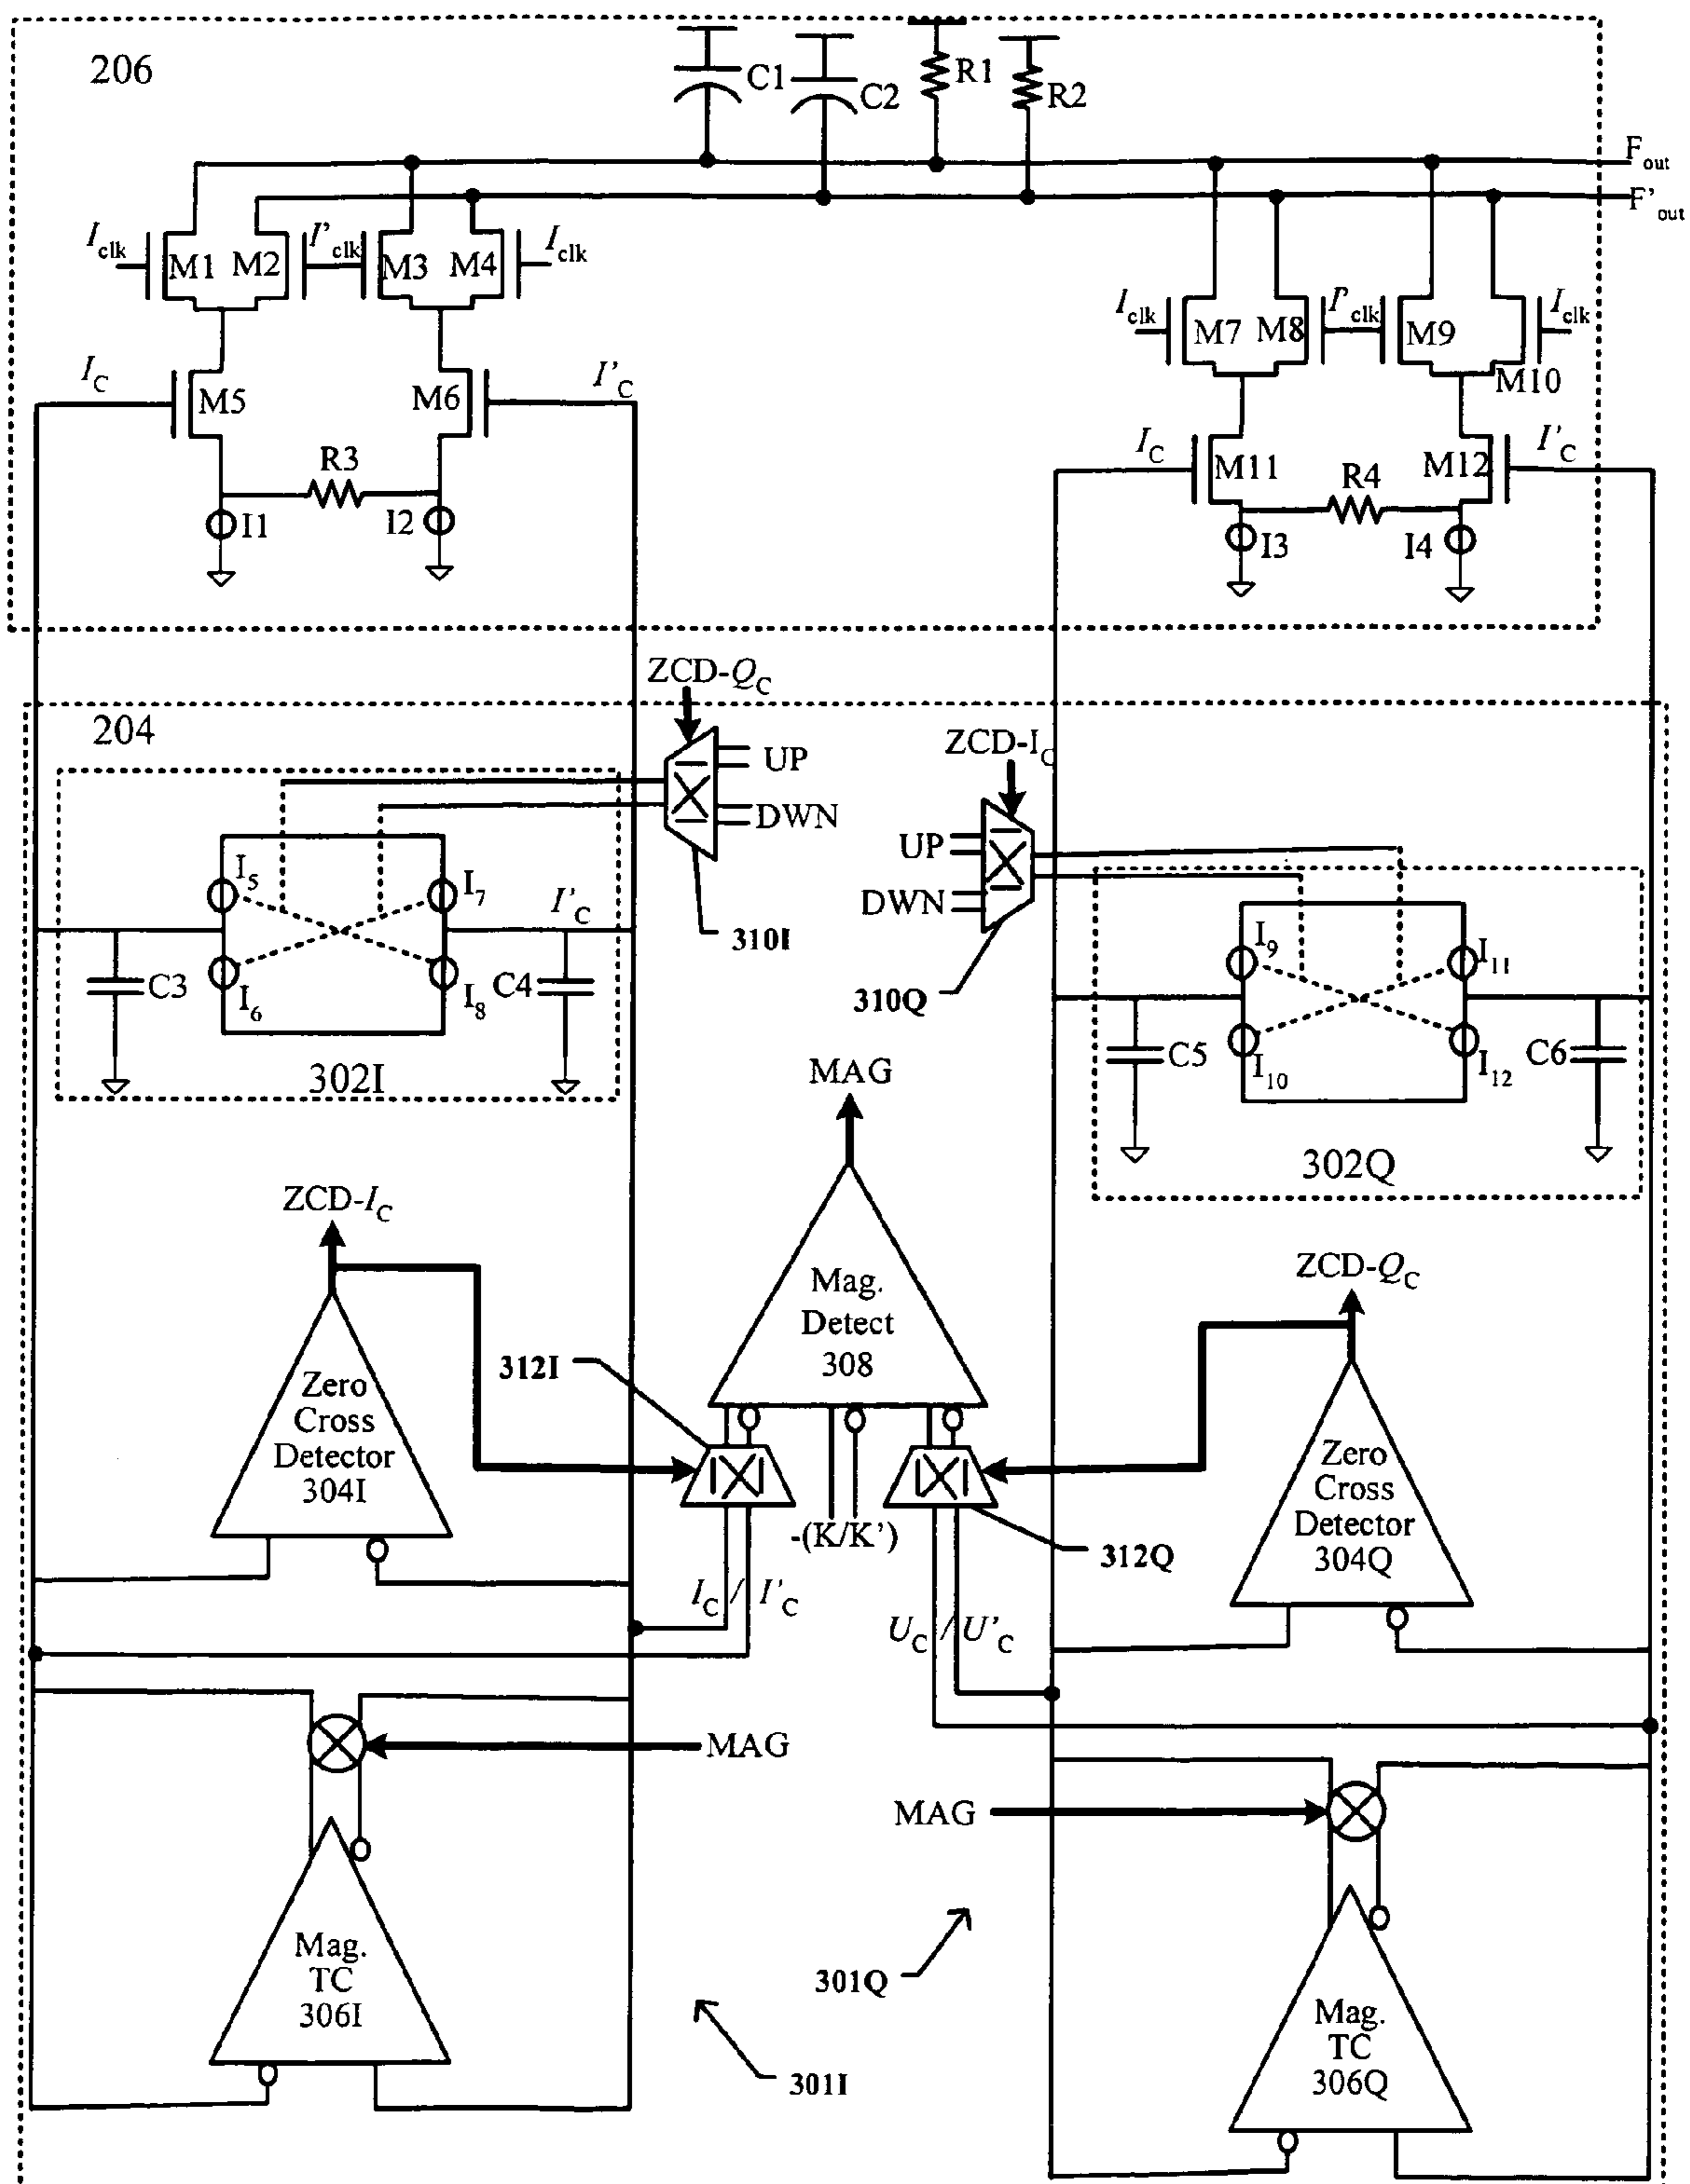 206
C1
C2
R1
R2
Fout
F'out
Iclk
M1
M2
I'clk
M3
M4
Iclk
Iclk
M7
M8
I'clk
M9
Iclk
M10
IC
M5
M6
I'C
IC
M11
M12
I'C
R3
R4
I1
I2
I3
I4
204
ZCD-QC
UP
DWN
310I
ZCD-IC
UP
DWN
310Q
I5
I7
I'C
C3
I6
I8
C4
302I
I9
I11
C5
I10
I12
C6
302Q
MAG
ZCD-IC
ZCD-QC
Mag.
Detect
308
312I
Zero
Cross
Detector
304I
Zero
Cross
Detector
304Q
-(K/K')
312Q
IC / I'C
UC / U'C
MAG
MAG
Mag.
TC
306I
301Q
301I
Mag.
TC
306Q